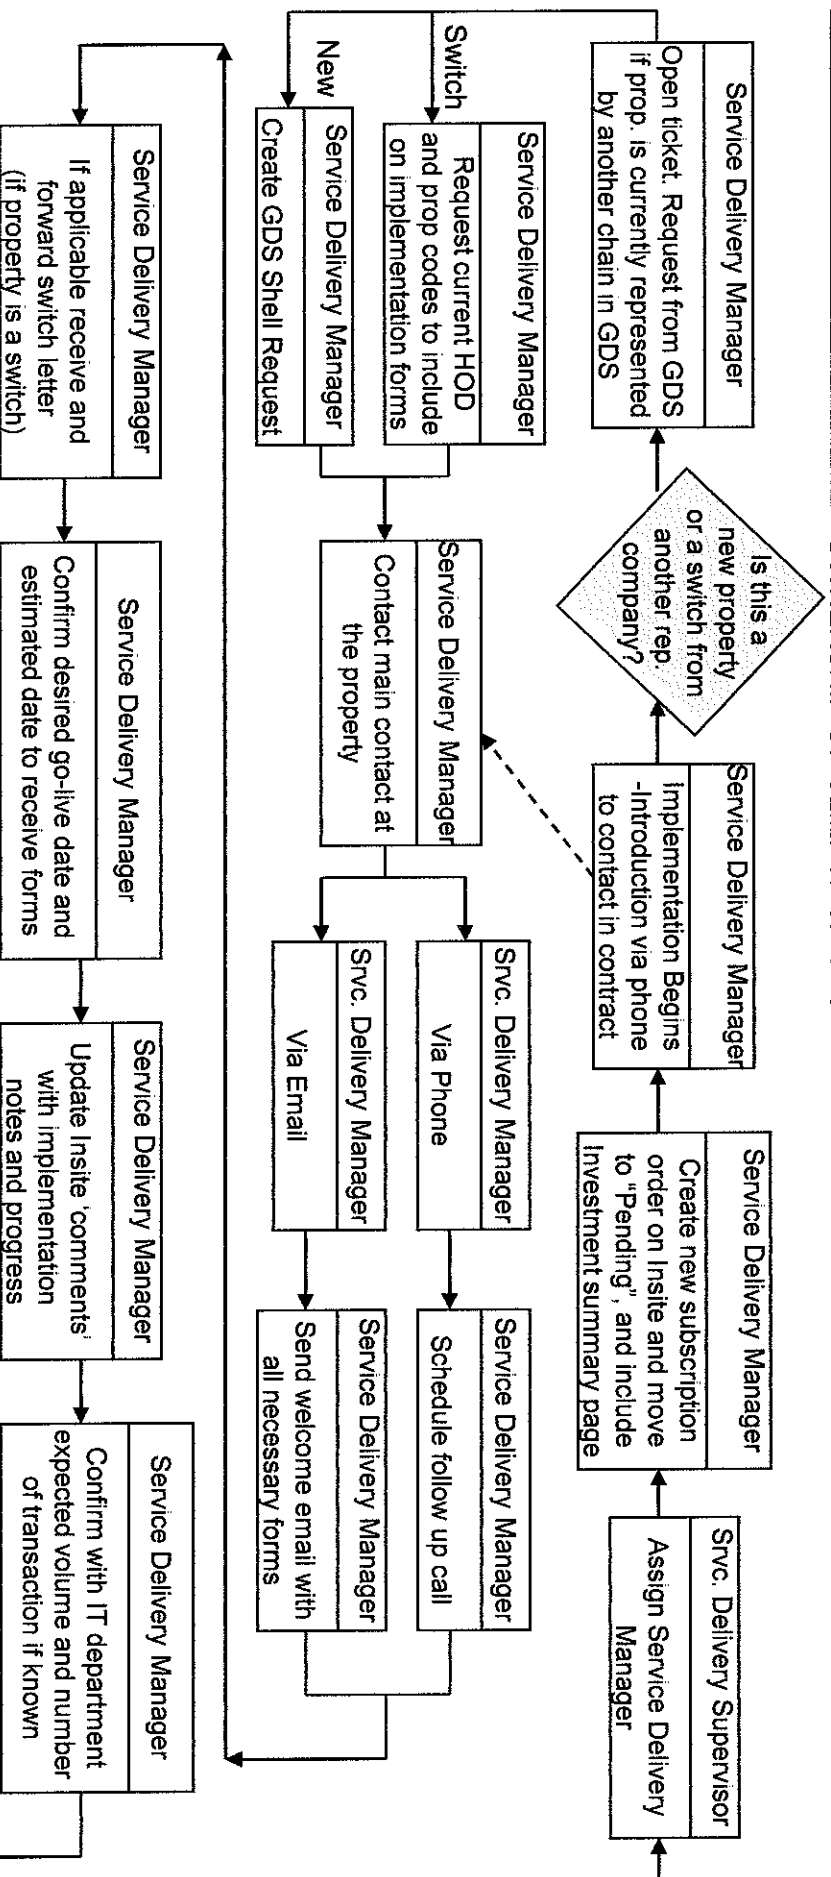 Service Delivery Manager
Open ticket. Request from GDS
if prop. is currently represented
by another chain in GDS
Is this a
new property
or a switch from
another rep.
company?
Service Delivery Manager
Implementation Begins
-Introduction via phone
to contact in contract
Service Delivery Manager
Create new subscription
order on Insite and move
to “Pending”, and include
Investment summary page
Srvc. Delivery Supervisor
Assign Service Delivery
Manager
Switch
Service Delivery Manager
Request current HOD
and prop codes to include
on implementation forms
New
Service Delivery Manager
Create GDS Shell Request
Service Delivery Manager
Contact main contact at
the property
Srvc. Delivery Manager
Via Phone
Srvc. Delivery Manager
Via Email
Service Delivery Manager
Schedule follow up call
Service Delivery Manager
Send welcome email with
all necessary forms
Service Delivery Manager
If applicable receive and
forward switch letter
(if property is a switch)
Service Delivery Manager
Confirm desired go-live date and
estimated date to receive forms
Service Delivery Manager
Update Insite ‘comments’
with implementation
notes and progress
Service Delivery Manager
Confirm with IT department
expected volume and number
of transaction if known